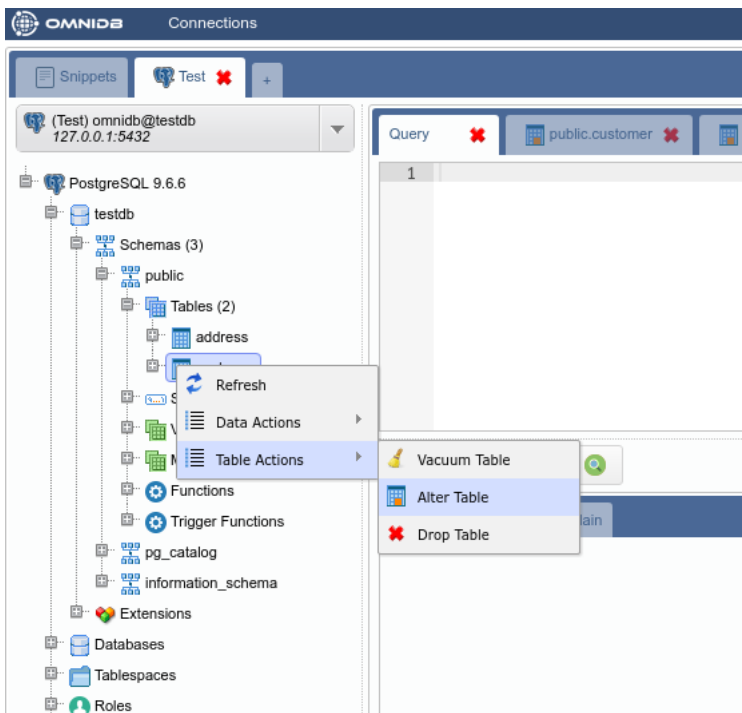 OMNIDB Connections
Snippets Test +
(Test) omnidb@testdb
127.0.0.1:5432
Query public.customer
1
PostgreSQL 9.6.6
testdb
Schemas (3)
public
Tables (2)
address
Refresh
Data Actions
Table Actions
Vacuum Table
Alter Table
Drop Table
Functions
Trigger Functions
pg_catalog
information_schema
Extensions
Databases
Tablespaces
Roles